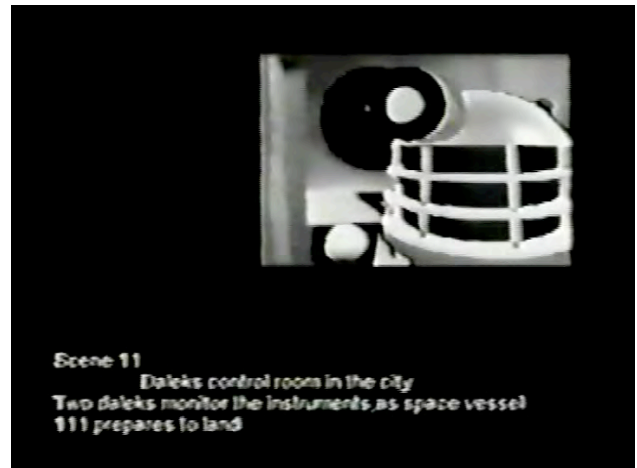 Scene 11
Daleks control room in the city
Two daleks monitor the instruments,as space vessel
111 prepares to land